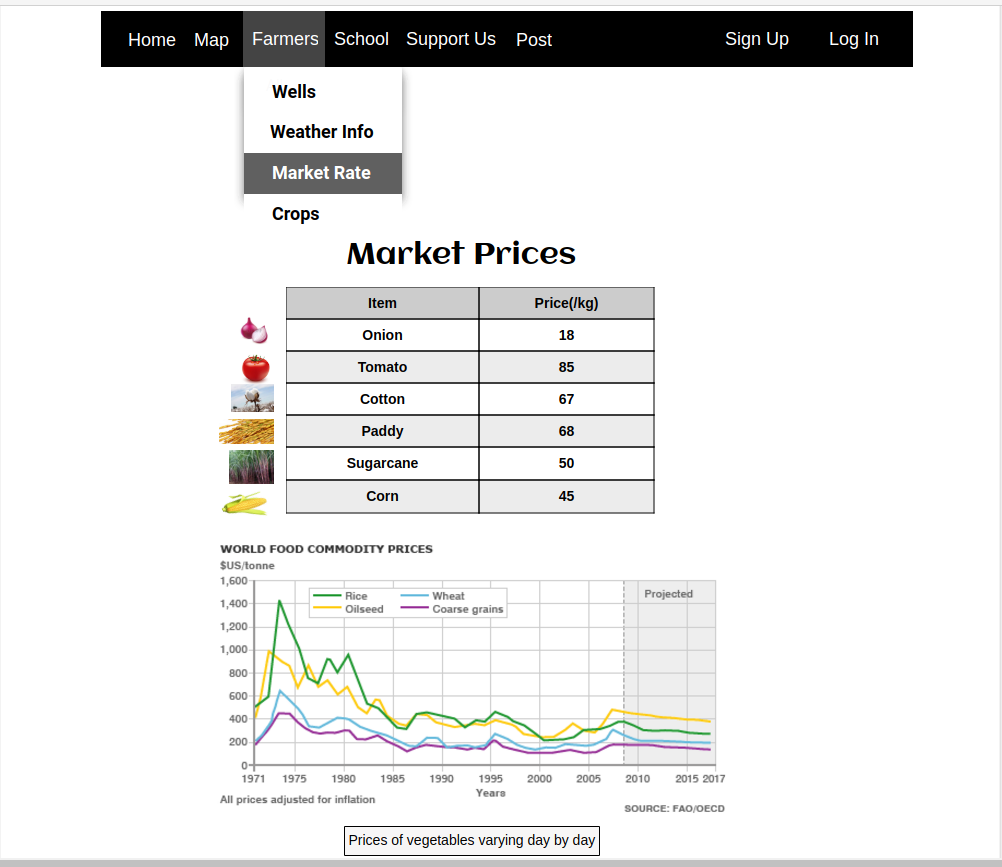 Home Map Farmers School Support Us Post Sign Up Log In
Wells
Weather Info
Market Rate
Crops
Market Prices
Item Price(/kg)
Onion 18
Tomato 85
Cotton 67
Paddy 68
Sugarcane 50
Corn 45
WORLD FOOD COMMODITY PRICES
$US/tonne
1,600
1,400
1,200
1,000
800
600
400
200
0
Rice Wheat
Oilseed Coarse grains
Projected
1971 1975 1980 1985 1990 1995 2000 2005 2010 2015 2017
Years
All prices adjusted for inflation
SOURCE: FAO/OECD
Prices of vegetables varying day by day